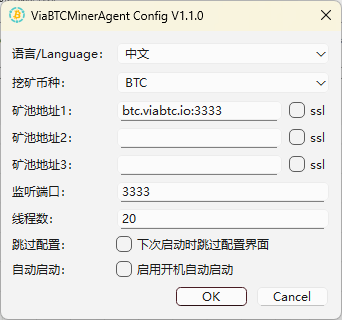 ViaBTCMinerAgent Config V1.1.0
语言/Language： 中文
挖矿币种： BTC
矿池地址1： btc.viabtc.io:3333 ssl
矿池地址2： ssl
矿池地址3： ssl
监听端口： 3333
线程数： 20
跳过配置： 下次启动时跳过配置界面
自动启动： 启用开机自动启动
OK Cancel